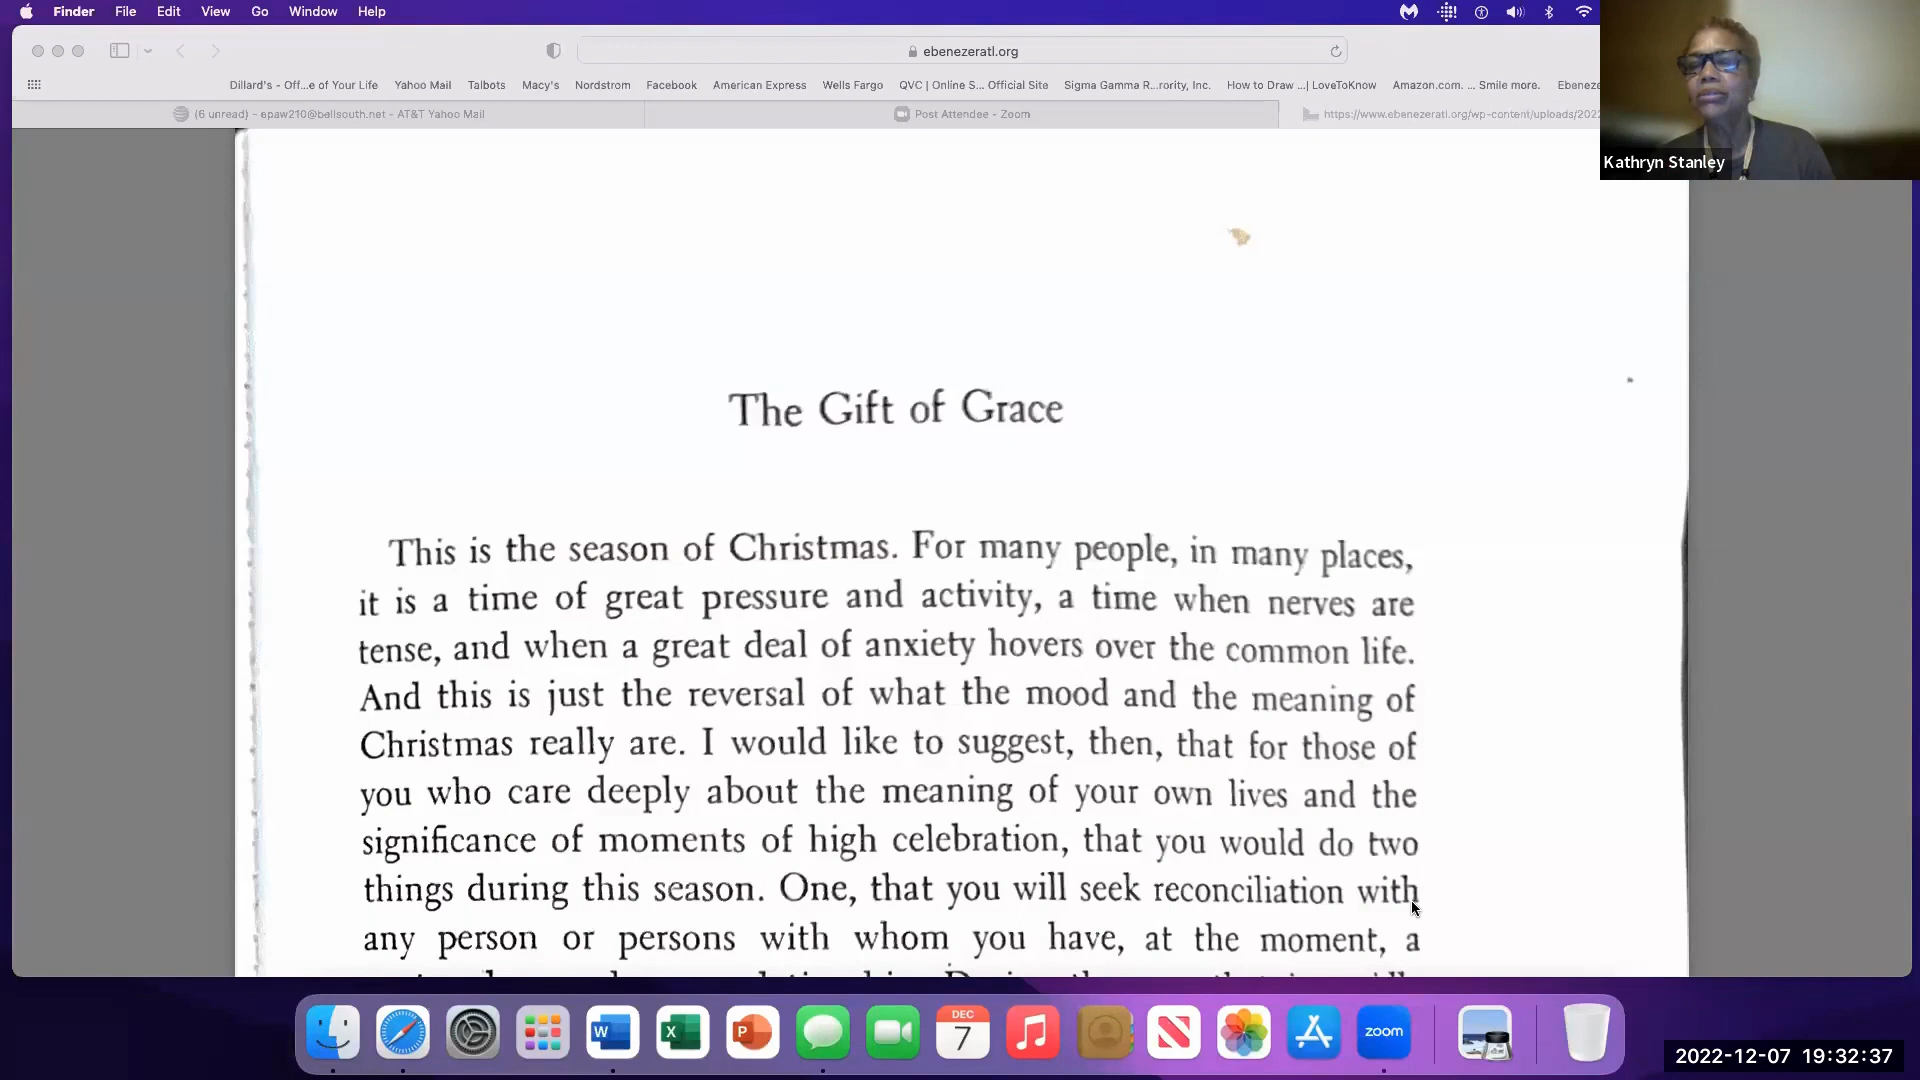 Finder File Edit View Go Window Help
ebenezeratl.org
Dillard's - Off...e of Your Life Yahoo Mail Talbots Macy's Nordstrom Facebook American Express Wells Fargo QVC | Online S... Official Site Sigma Gamma R...rority, Inc. How to Draw ...| LoveToKnow Amazon.com. ... Smile more. Ebeneze
(6 unread) - epaw210@bellsouth.net - AT&T Yahoo Mail Post Attendee - Zoom https://www.ebenezeratl.org/wp-content/uploads/202
Kathryn Stanley
The Gift of Grace
This is the season of Christmas. For many people, in many places,
it is a time of great pressure and activity, a time when nerves are
tense, and when a great deal of anxiety hovers over the common life.
And this is just the reversal of what the mood and the meaning of
Christmas really are. I would like to suggest, then, that for those of
you who care deeply about the meaning of your own lives and the
significance of moments of high celebration, that you would do two
things during this season. One, that you will seek reconciliation with
any person or persons with whom you have, at the moment, a
DEC
7
W X P zoom
2022-12-07 19:32:37